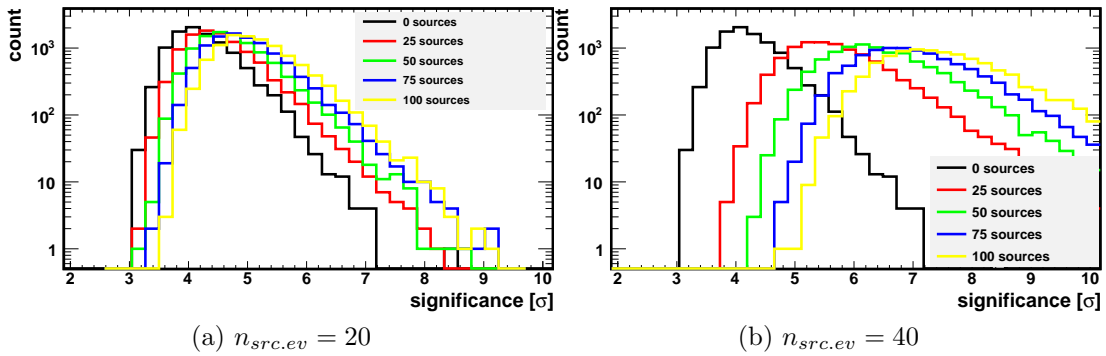 count
10³
10²
10
1
0 sources
25 sources
50 sources
75 sources
100 sources
2 3 4 5 6 7 8 9 10
significance [σ]
(a) n_{src.ev} = 20
count
10³
10²
10
1
0 sources
25 sources
50 sources
75 sources
100 sources
2 3 4 5 6 7 8 9 10
significance [σ]
(b) n_{src.ev} = 40